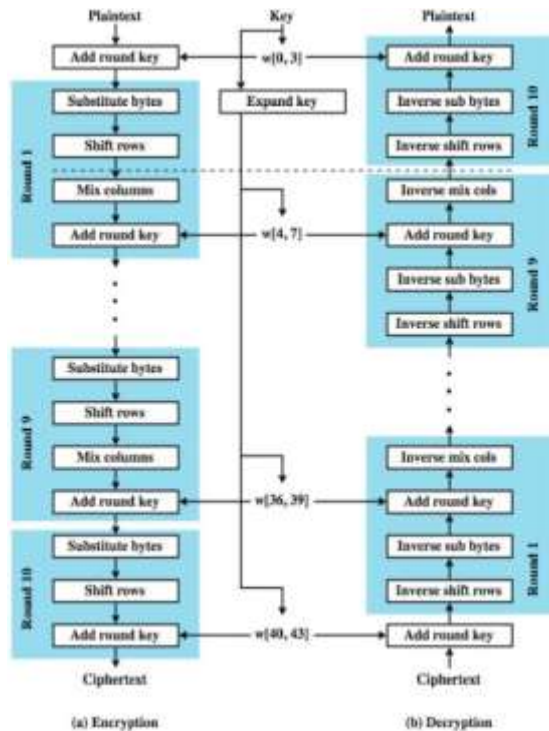 Plaintext
Key
Plaintext
Add round key
w[0, 3]
Add round key
Round 1
Substitute bytes
Expand key
Inverse sub bytes
Round 10
Shift rows
Inverse shift rows
Mix columns
Inverse mix cols
Add round key
w[4, 7]
Add round key
Round 9
Inverse sub bytes
Inverse shift rows
Substitute bytes
Round 9
Shift rows
Mix columns
Inverse mix cols
Add round key
w[36, 39]
Add round key
Round 1
Substitute bytes
Inverse sub bytes
Round 10
Shift rows
Inverse shift rows
Add round key
w[40, 43]
Add round key
Ciphertext
Ciphertext
(a) Encryption
(b) Decryption